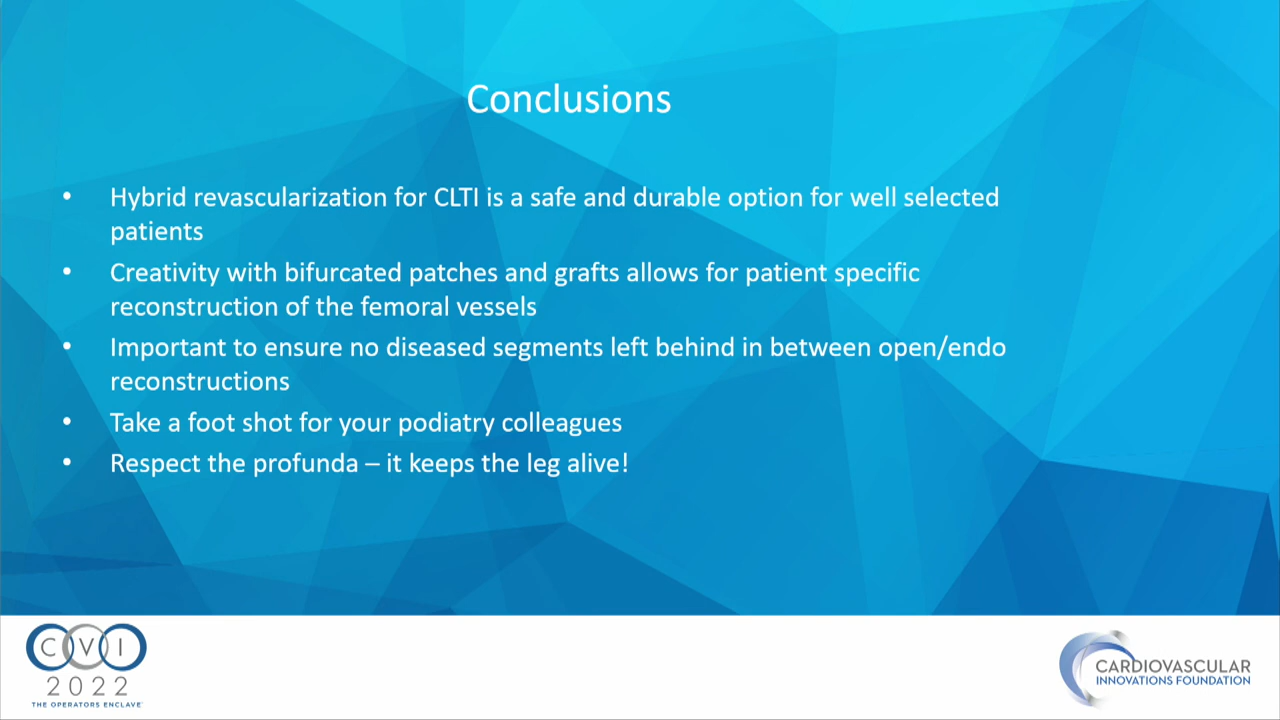 Conclusions
• Hybrid revascularization for CLTI is a safe and durable option for well selected
patients
• Creativity with bifurcated patches and grafts allows for patient specific
reconstruction of the femoral vessels
• Important to ensure no diseased segments left behind in between open/endo
reconstructions
• Take a foot shot for your podiatry colleagues
• Respect the profunda – it keeps the leg alive!
CVI
2022
THE OPERATORS ENCLAVE
CARDIOVASCULAR
INNOVATIONS FOUNDATION